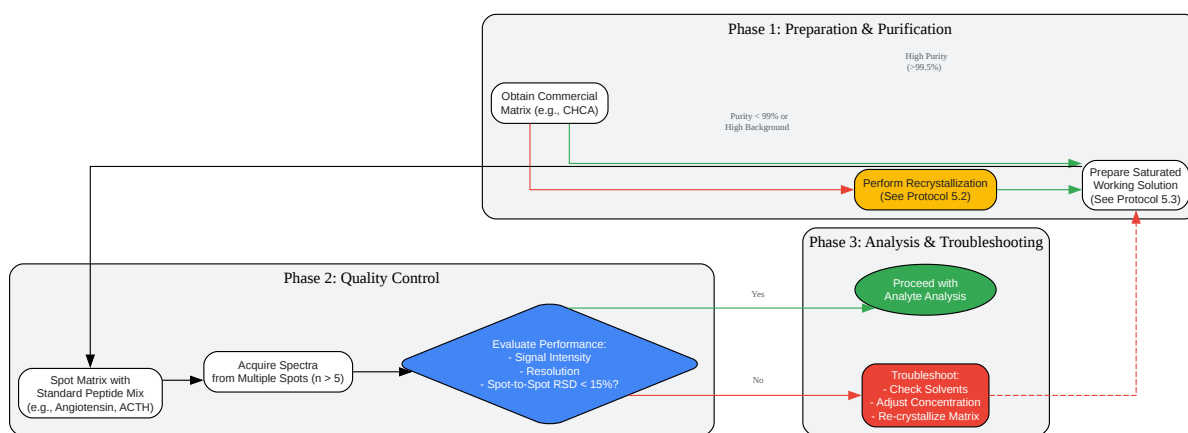 Phase 1: Preparation & Purification
High Purity
(>99.5%)
Obtain Commercial
Matrix (e.g., CHCA)
Purity < 99% or
High Background
Perform Recrystallization
(See Protocol 5.2)
Prepare Saturated
Working Solution
(See Protocol 5.3)
Phase 2: Quality Control
Spot Matrix with
Standard Peptide Mix
(e.g., Angiotensin, ACTH)
Acquire Spectra
from Multiple Spots (n > 5)
Evaluate Performance:
- Signal Intensity
- Resolution
- Spot-to-Spot RSD < 15%?
Yes
No
Phase 3: Analysis & Troubleshooting
Proceed with
Analyte Analysis
Troubleshoot:
- Check Solvents
- Adjust Concentration
- Re-crystallize Matrix